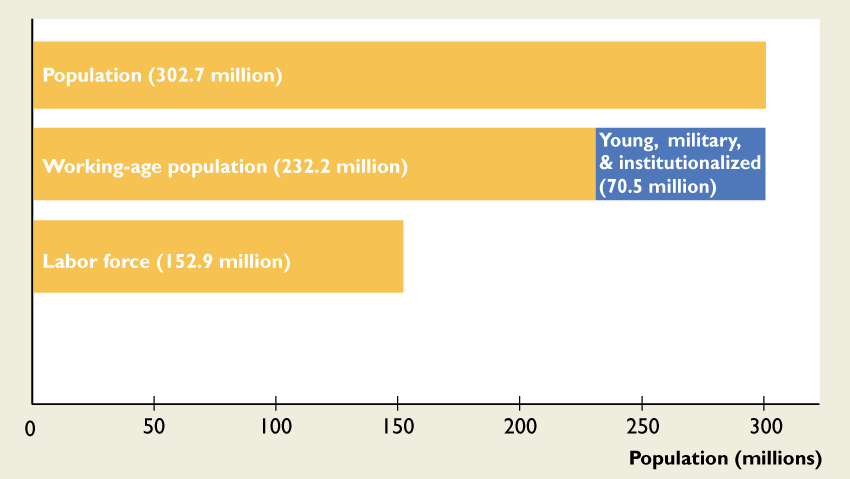 Population (302.7 million)
Young, military,
& institutionalized
(70.5 million)
Working-age population (232.2 million)
Labor force (152.9 million)
0 50 100 150 200 250 300
Population (millions)